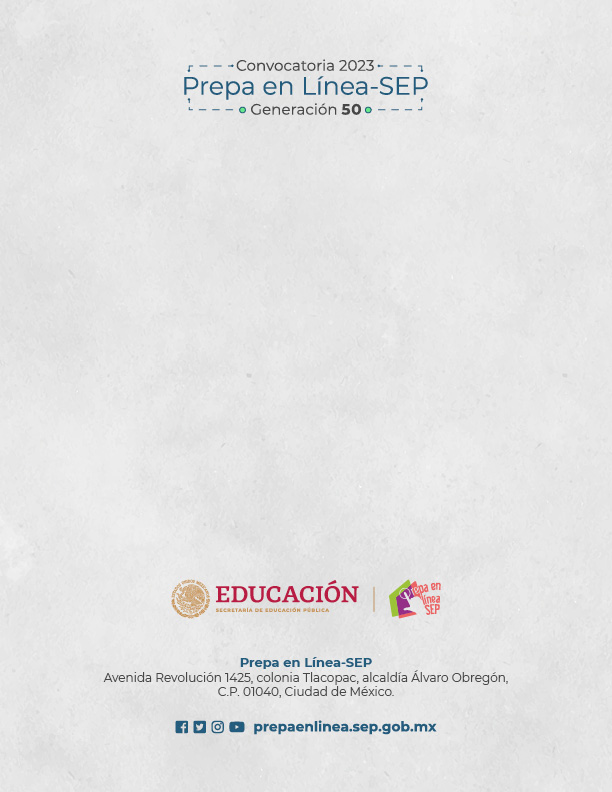 Convocatoria 2023
Prepa en Línea-SEP
Generación 50
EDUCACIÓN
SECRETARÍA DE EDUCACIÓN PÚBLICA
Prepa en
línea
SEP
Prepa en Línea-SEP
Avenida Revolución 1425, colonia Tlacopac, alcaldía Álvaro Obregón,
C.P. 01040, Ciudad de México.
prepaenlinea.sep.gob.mx